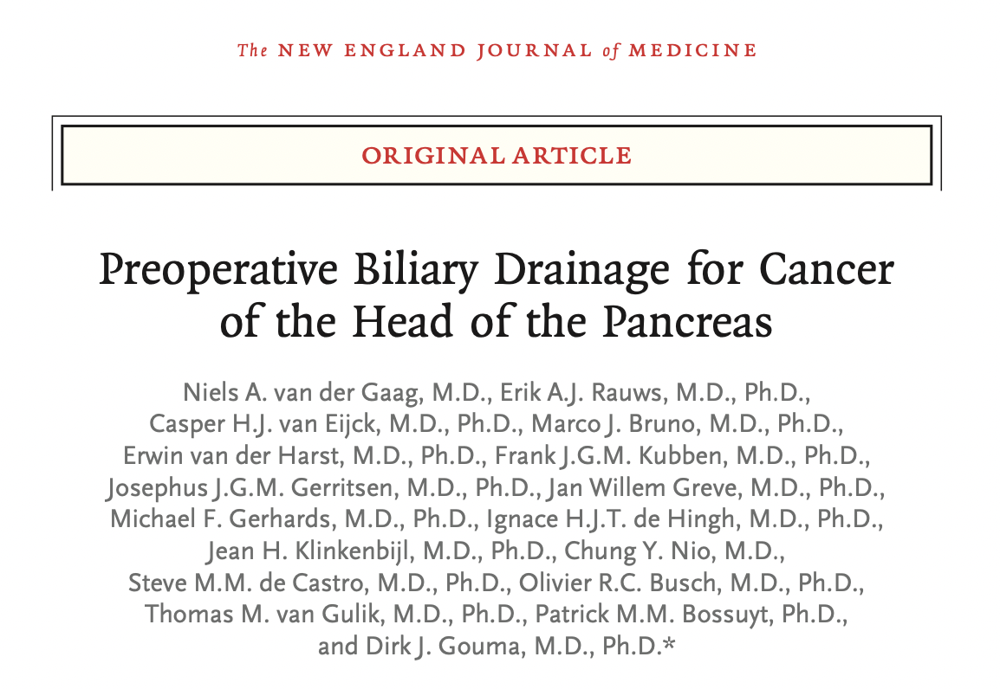 The NEW ENGLAND JOURNAL of MEDICINE
ORIGINAL ARTICLE
Preoperative Biliary Drainage for Cancer
of the Head of the Pancreas
Niels A. van der Gaag, M.D., Erik A.J. Rauws, M.D., Ph.D.,
Casper H.J. van Eijck, M.D., Ph.D., Marco J. Bruno, M.D., Ph.D.,
Erwin van der Harst, M.D., Ph.D., Frank J.G.M. Kubben, M.D., Ph.D.,
Josephus J.G.M. Gerritsen, M.D., Ph.D., Jan Willem Greve, M.D., Ph.D.,
Michael F. Gerhards, M.D., Ph.D., Ignace H.J.T. de Hingh, M.D., Ph.D.,
Jean H. Klinkenbijl, M.D., Ph.D., Chung Y. Nio, M.D.,
Steve M.M. de Castro, M.D., Ph.D., Olivier R.C. Busch, M.D., Ph.D.,
Thomas M. van Gulik, M.D., Ph.D., Patrick M.M. Bossuyt, Ph.D.,
and Dirk J. Gouma, M.D., Ph.D.*